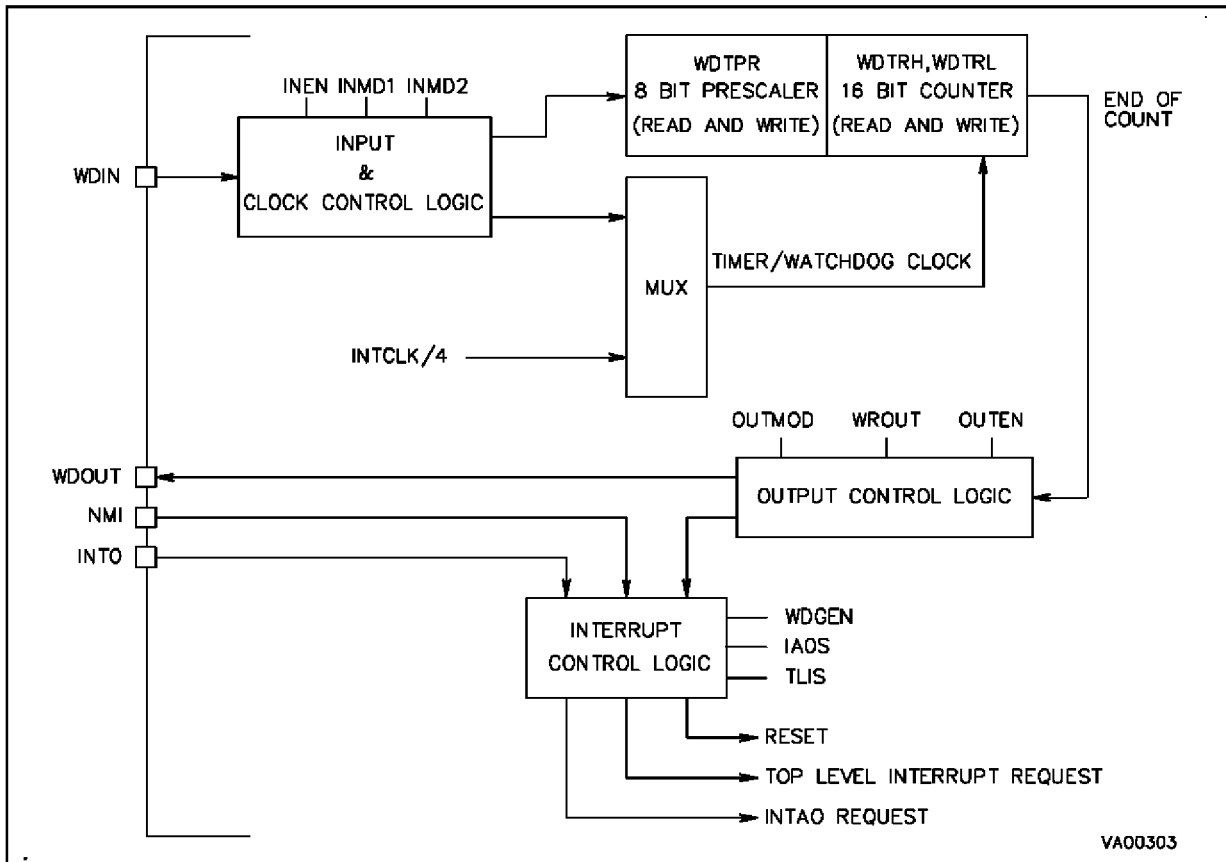 WDTPR
8 BIT PRESCALER
(READ AND WRITE)
WDTRH,WDTRL
16 BIT COUNTER
(READ AND WRITE)
END OF
COUNT
INEN INMD1 INMD2
INPUT
&
CLOCK CONTROL LOGIC
WDIN
MUX
TIMER/WATCHDOG CLOCK
INTCLK/4
OUTMOD WROUT OUTEN
OUTPUT CONTROL LOGIC
WDOUT
NMI
INT0
INTERRUPT
CONTROL LOGIC
WDGEN
IA0S
TLIS
RESET
TOP LEVEL INTERRUPT REQUEST
INTA0 REQUEST
VA00303